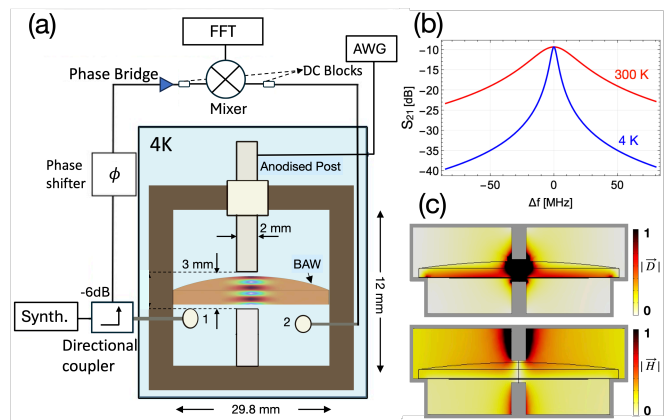 (a)
FFT
AWG
Phase Bridge
DC Blocks
Mixer
4K
Anodised Post
Phase
shifter
ϕ
2 mm
3 mm
BAW
12 mm
-6dB
Synth.
1
2
Directional
coupler
29.8 mm
(b)
S21 [dB]
-10
-15
-20
-25
-30
-35
-40
300 K
4 K
-50
0
50
Δf [MHz]
(c)
1
|D⃗|
0
1
|H⃗|
0